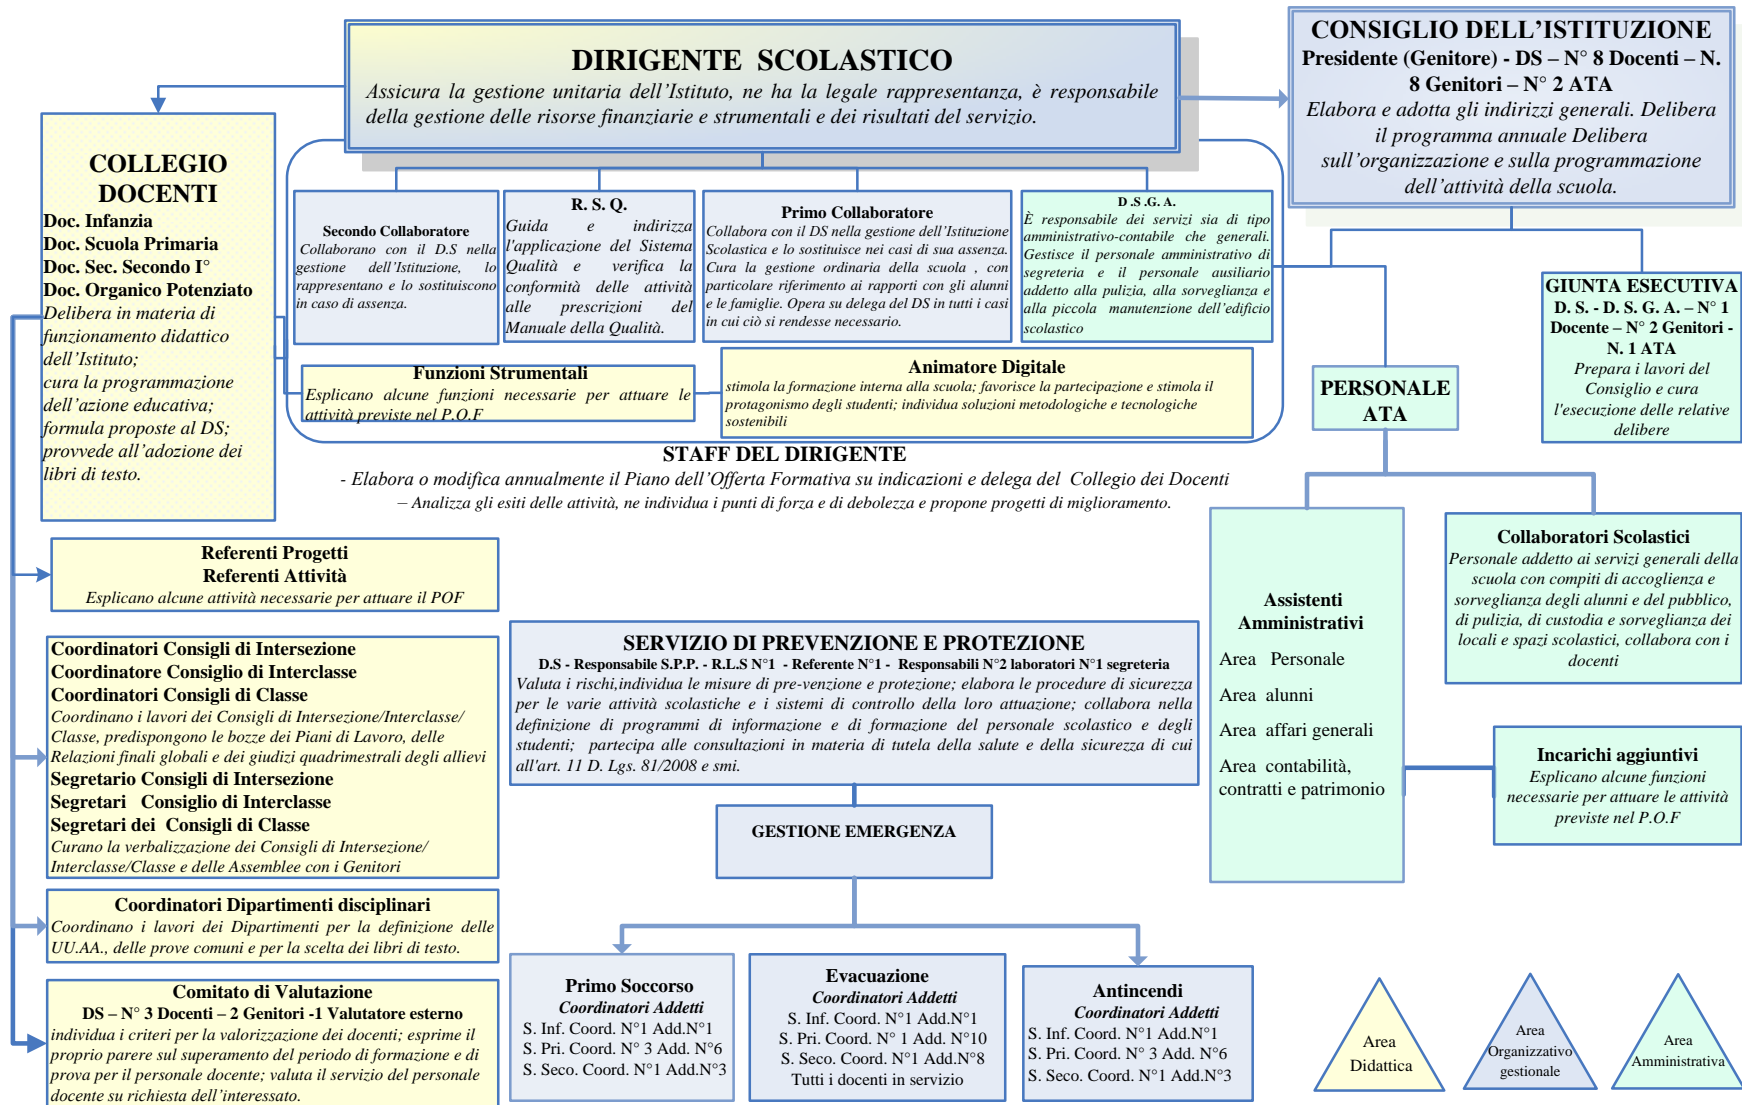 DIRIGENTE SCOLASTICO
Assicura la gestione unitaria dell'Istituto, ne ha la legale rappresentanza, è responsabile
della gestione delle risorse finanziarie e strumentali e dei risultati del servizio.
CONSIGLIO DELL'ISTITUZIONE
Presidente (Genitore) - DS – N° 8 Docenti – N.
8 Genitori – N° 2 ATA
Elabora e adotta gli indirizzi generali. Delibera
il programma annuale Delibera
sull'organizzazione e sulla programmazione
dell'attività della scuola.
COLLEGIO
DOCENTI
Doc. Infanzia
Doc. Scuola Primaria
Doc. Sec. Secondo I°
Doc. Organico Potenziato
Delibera in materia di
funzionamento didattico
dell'Istituto;
cura la programmazione
dell'azione educativa;
formula proposte al DS;
provvede all'adozione dei
libri di testo.
Secondo Collaboratore
Collaborano con il D.S nella
gestione dell'Istituzione, lo
rappresentano e lo sostituiscono
in caso di assenza.
R. S. Q.
Guida e indirizza
l'applicazione del Sistema
Qualità e verifica la
conformità delle attività
alle prescrizioni del
Manuale della Qualità.
Primo Collaboratore
Collabora con il DS nella gestione dell'Istituzione
Scolastica e lo sostituisce nei casi di sua assenza.
Cura la gestione ordinaria della scuola , con
particolare riferimento ai rapporti con gli alunni
e le famiglie. Opera su delega del DS in tutti i casi
in cui ciò si rendesse necessario.
D .S .G. A.
È responsabile dei servizi sia di tipo
amministrativo-contabile che generali.
Gestisce il personale amministrativo di
segreteria e il personale ausiliario
addetto alla pulizia, alla sorveglianza e
alla piccola manutenzione dell'edificio
scolastico
GIUNTA ESECUTIVA
D. S. - D. S. G. A. – N° 1
Docente – N° 2 Genitori -
N. 1 ATA
Prepara i lavori del
Consiglio e cura
l'esecuzione delle relative
delibere
Funzioni Strumentali
Esplicano alcune funzioni necessarie per attuare le
attività previste nel P.O.F
Animatore Digitale
stimola la formazione interna alla scuola; favorisce la partecipazione e stimola il
protagonismo degli studenti; individua soluzioni metodologiche e tecnologiche
sostenibili
PERSONALE
ATA
STAFF DEL DIRIGENTE
- Elabora o modifica annualmente il Piano dell'Offerta Formativa su indicazioni e delega del Collegio dei Docenti
– Analizza gli esiti delle attività, ne individua i punti di forza e di debolezza e propone progetti di miglioramento.
Referenti Progetti
Referenti Attività
Esplicano alcune attività necessarie per attuare il POF
Coordinatori Consigli di Intersezione
Coordinatore Consiglio di Interclasse
Coordinatori Consigli di Classe
Coordinano i lavori dei Consigli di Intersezione/Interclasse/
Classe, predispongono le bozze dei Piani di Lavoro, delle
Relazioni finali globali e dei giudizi quadrimestrali degli allievi
Segretario Consigli di Intersezione
Segretari Consiglio di Interclasse
Segretari dei Consigli di Classe
Curano la verbalizzazione dei Consigli di Intersezione/
Interclasse/Classe e delle Assemblee con i Genitori
Coordinatori Dipartimenti disciplinari
Coordinano i lavori dei Dipartimenti per la definizione delle
UU.AA., delle prove comuni e per la scelta dei libri di testo.
Comitato di Valutazione
DS – N° 3 Docenti – 2 Genitori -1 Valutatore esterno
individua i criteri per la valorizzazione dei docenti; esprime il
proprio parere sul superamento del periodo di formazione e di
prova per il personale docente; valuta il servizio del personale
docente su richiesta dell'interessato.
SERVIZIO DI PREVENZIONE E PROTEZIONE
D.S - Responsabile S.P.P. - R.L.S N°1 - Referente N°1 - Responsabili N°2 laboratori N°1 segreteria
Valuta i rischi,individua le misure di pre-venzione e protezione; elabora le procedure di sicurezza
per le varie attività scolastiche e i sistemi di controllo della loro attuazione; collabora nella
definizione di programmi di informazione e di formazione del personale scolastico e degli
studenti; partecipa alle consultazioni in materia di tutela della salute e della sicurezza di cui
all'art. 11 D. Lgs. 81/2008 e smi.
GESTIONE EMERGENZA
Primo Soccorso
Coordinatori Addetti
S. Inf. Coord. N°1 Add.N°1
S. Pri. Coord. N° 3 Add. N°6
S. Seco. Coord. N°1 Add.N°3
Evacuazione
Coordinatori Addetti
S. Inf. Coord. N°1 Add.N°1
S. Pri. Coord. N° 1 Add. N°10
S. Seco. Coord. N°1 Add.N°8
Tutti i docenti in servizio
Antincendi
Coordinatori Addetti
S. Inf. Coord. N°1 Add.N°1
S. Pri. Coord. N° 3 Add. N°6
S. Seco. Coord. N°1 Add.N°3
Assistenti
Amministrativi
Area Personale
Area alunni
Area affari generali
Area contabilità,
contratti e patrimonio
Collaboratori Scolastici
Personale addetto ai servizi generali della
scuola con compiti di accoglienza e
sorveglianza degli alunni e del pubblico,
di pulizia, di custodia e sorveglianza dei
locali e spazi scolastici, collabora con i
docenti
Incarichi aggiuntivi
Esplicano alcune funzioni
necessarie per attuare le attività
previste nel P.O.F
Area
Didattica
Area
Organizzativo
gestionale
Area
Amministrativa